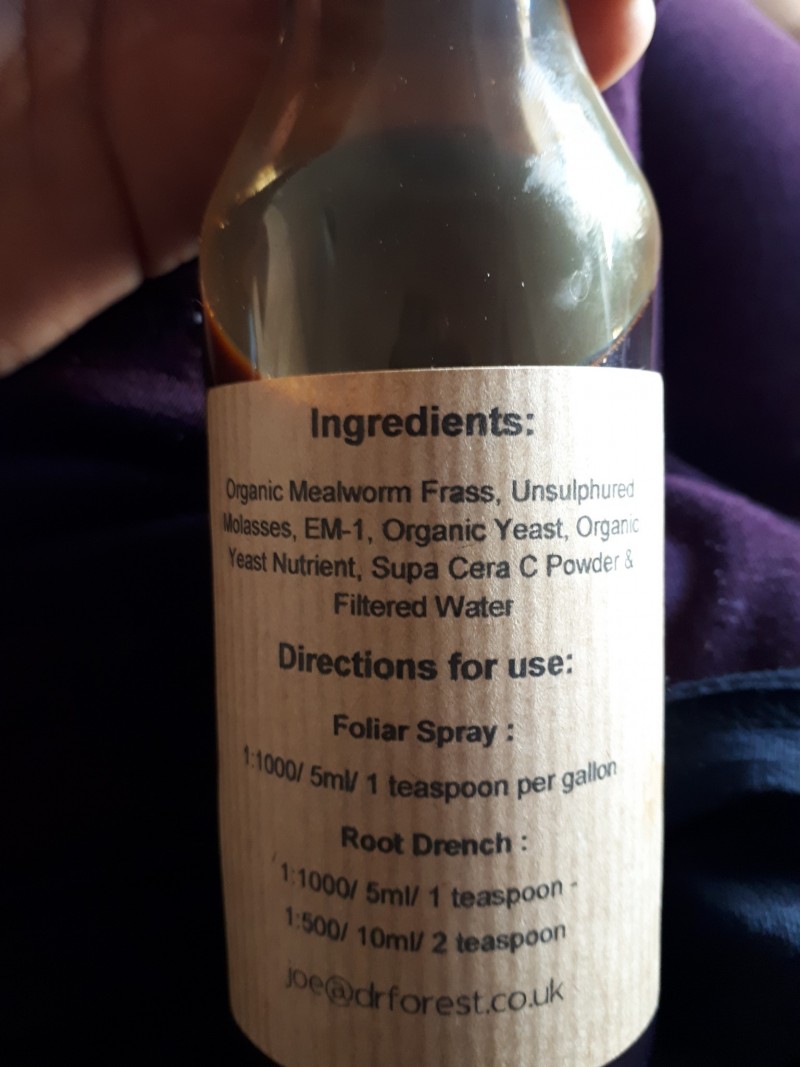 Ingredients:
Organic Mealworm Frass, Unsulphured
Molasses, EM-1, Organic Yeast, Organic
Yeast Nutrient, Supa Cera C Powder &
Filtered Water
Directions for use:
Foliar Spray :
1:1000/ 5ml/ 1 teaspoon per gallon
Root Drench :
1:1000/ 5ml/ 1 teaspoon -
1:500/ 10ml/ 2 teaspoon
joe@drforest.co.uk